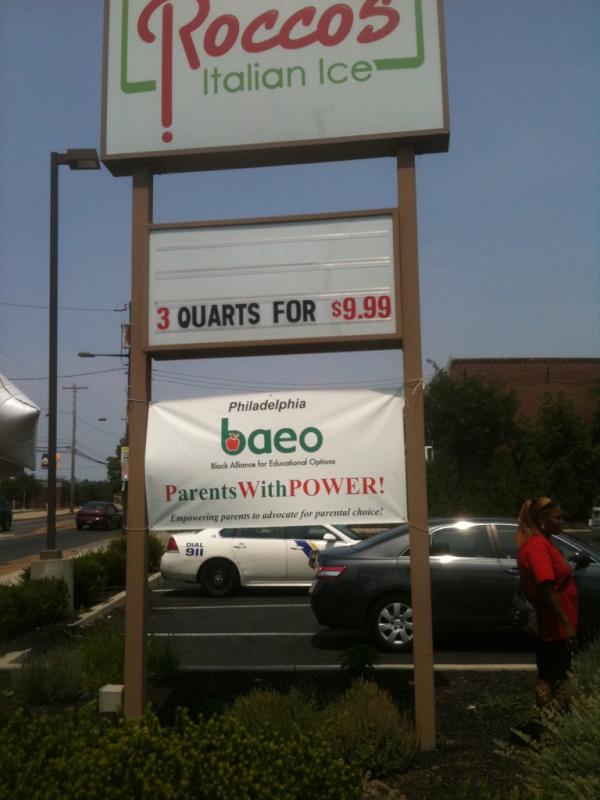 Roccos
Italian Ice
3 QUARTS FOR $9.99
Philadelphia
baeo
Black Alliance for Educational Options
ParentsWithPOWER!
Empowering parents to advocate for parental choice!
DIAL
911